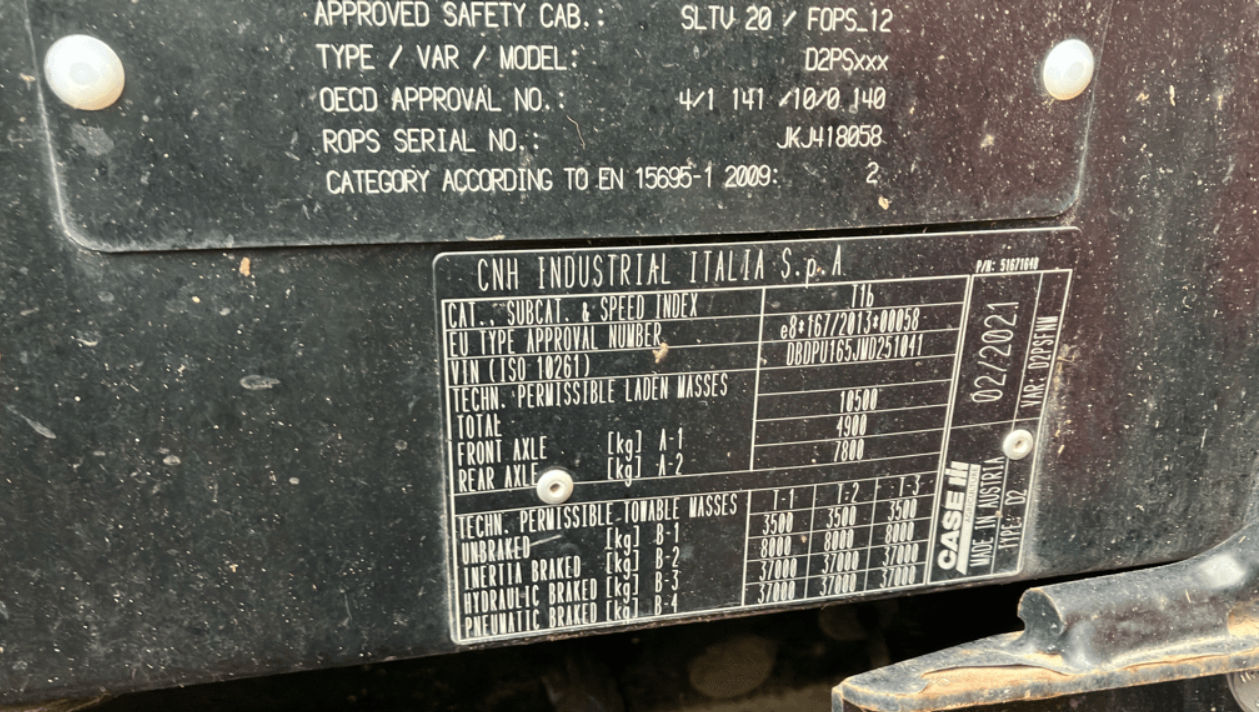 APPROVED SAFETY CAB.: SLTV 20 / FOPS_12
TYPE / VAR / MODEL: D2PSxxx
OECD APPROVAL NO.: 4/1 141 /10/0 140
ROPS SERIAL NO.: JKJ418058
CATEGORY ACCORDING TO EN 15695-1 2009: 2
CNH INDUSTRIAL ITALIA S.p.A
P/N: 51671640
CAT., SUBCAT. & SPEED INDEX T1b
EU TYPE APPROVAL NUMBER e8*167/2013*00058
VIN (ISO 10261) DBDPU165JMD251041
TECHN. PERMISSIBLE LADEN MASSES
TOTAL 10500
FRONT AXLE [kg] A-1 4900
REAR AXLE [kg] A-2 7800
TECHN. PERMISSIBLE TOWABLE MASSES T-1 T-2 T-3
UNBRAKED [kg] B-1 3500 3500 3500
INERTIA BRAKED [kg] B-2 8000 8000 8000
HYDRAULIC BRAKED [kg] B-3 37000 37000 37000
PNEUMATIC BRAKED [kg] B-4 37000 37000 37000
02/2021
VAR: D2PSFNW
CASE IH
MADE IN AUSTRIA
TYPE: D2